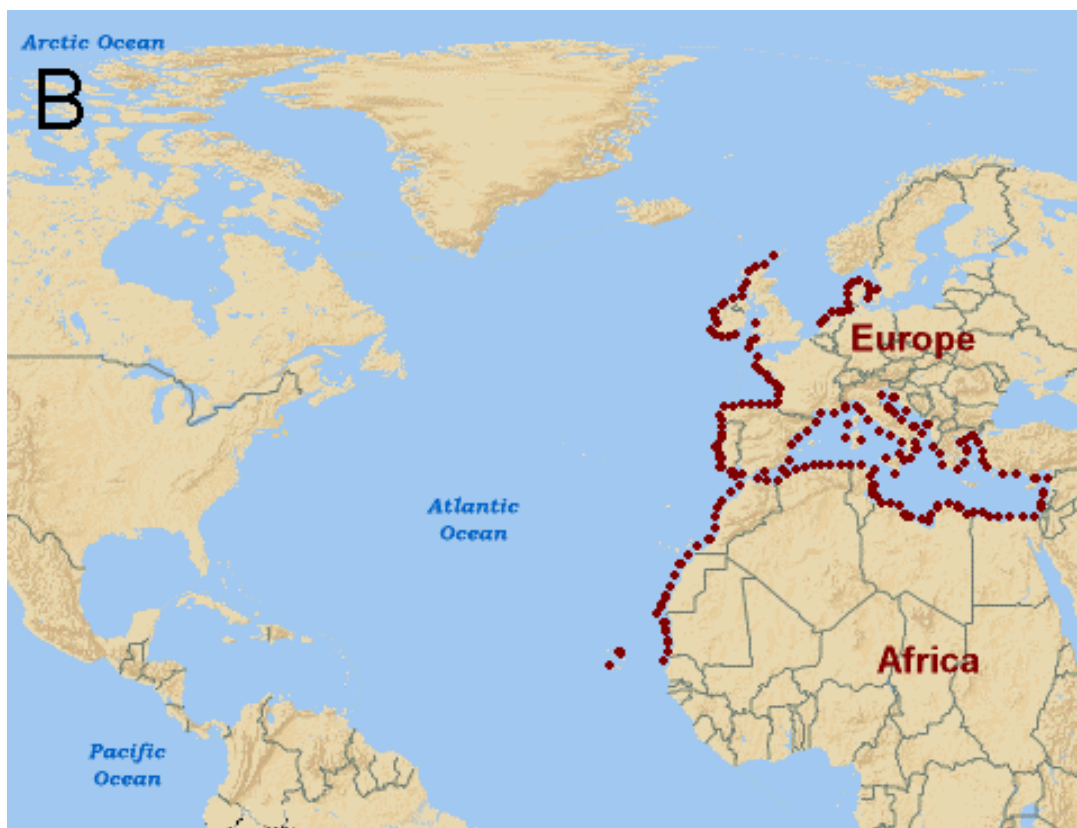 Arctic Ocean
B
Europe
Atlantic
Ocean
Africa
Pacific
Ocean